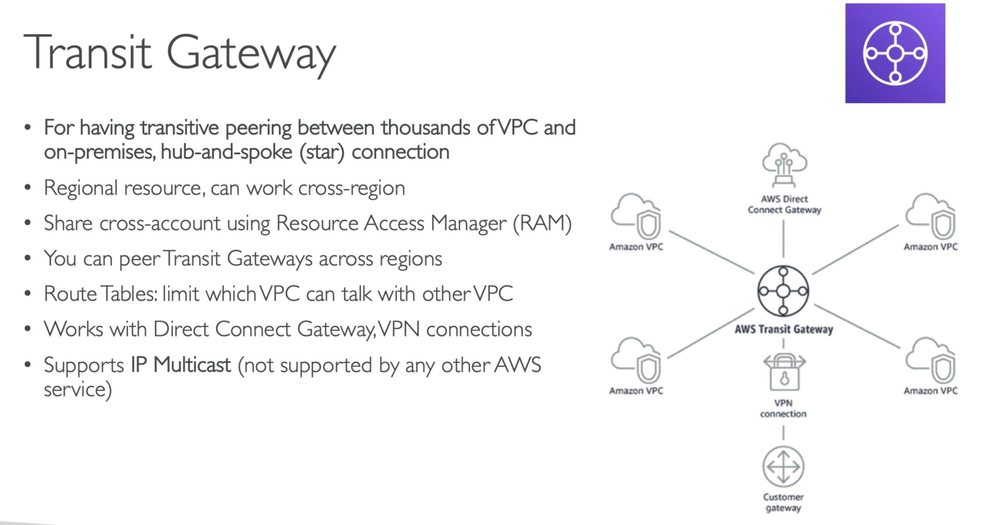 Transit Gateway
• For having transitive peering between thousands of VPC and
on-premises, hub-and-spoke (star) connection
• Regional resource, can work cross-region
• Share cross-account using Resource Access Manager (RAM)
• You can peer Transit Gateways across regions
• Route Tables: limit which VPC can talk with other VPC
• Works with Direct Connect Gateway, VPN connections
• Supports IP Multicast (not supported by any other AWS
service)
AWS Direct
Connect Gateway
Amazon VPC
Amazon VPC
AWS Transit Gateway
Amazon VPC
Amazon VPC
VPN
connection
Customer
gateway